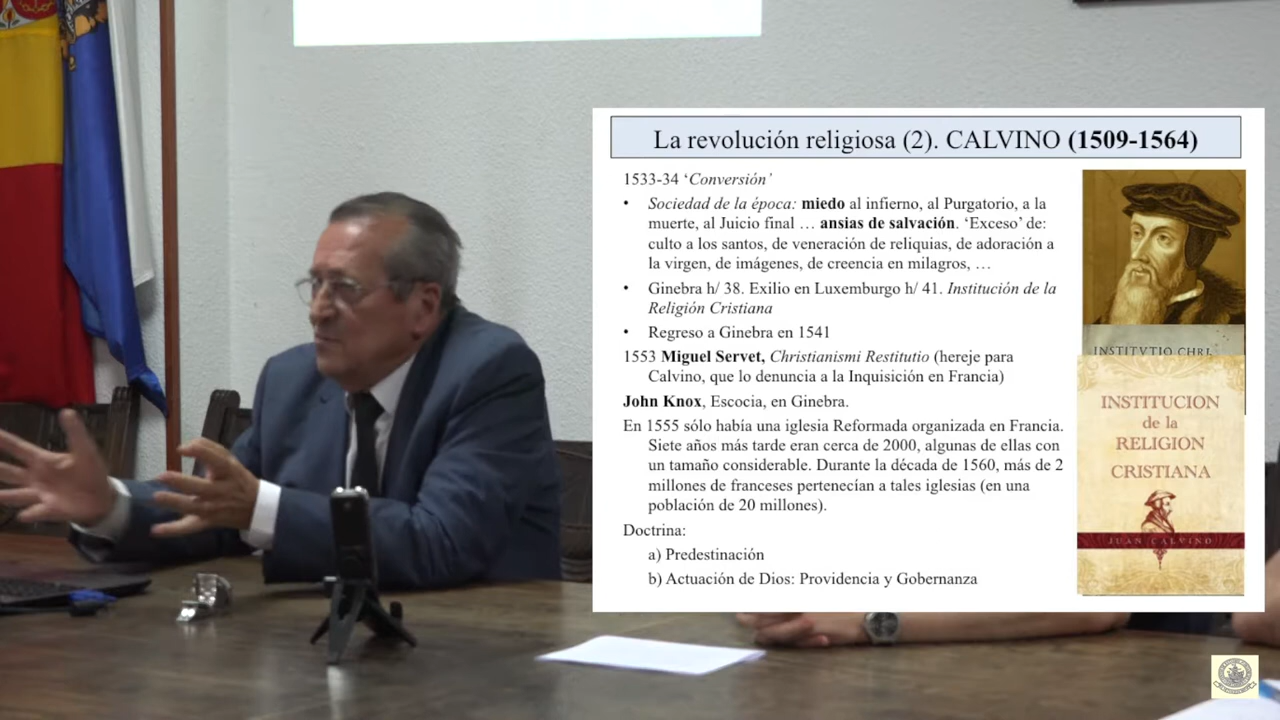 La revolución religiosa (2). CALVINO (1509-1564)
1533-34 ‘Conversión’
• Sociedad de la época: miedo al infierno, al Purgatorio, a la
muerte, al Juicio final … ansias de salvación. ‘Exceso’ de:
culto a los santos, de veneración de reliquias, de adoración a
la virgen, de imágenes, de creencia en milagros, …
• Ginebra h/ 38. Exilio en Luxemburgo h/ 41. Institución de la
Religión Cristiana
• Regreso a Ginebra en 1541
1553 Miguel Servet, Christianismi Restitutio (hereje para
Calvino, que lo denuncia a la Inquisición en Francia)
John Knox, Escocia, en Ginebra.
En 1555 sólo había una iglesia Reformada organizada en Francia.
Siete años más tarde eran cerca de 2000, algunas de ellas con
un tamaño considerable. Durante la década de 1560, más de 2
millones de franceses pertenecían a tales iglesias (en una
población de 20 millones).
Doctrina:
a) Predestinación
b) Actuación de Dios: Providencia y Gobernanza
INSTITVTIO CHRI
INSTITUCION
de la
RELIGION
CRISTIANA
JUAN CALVINO